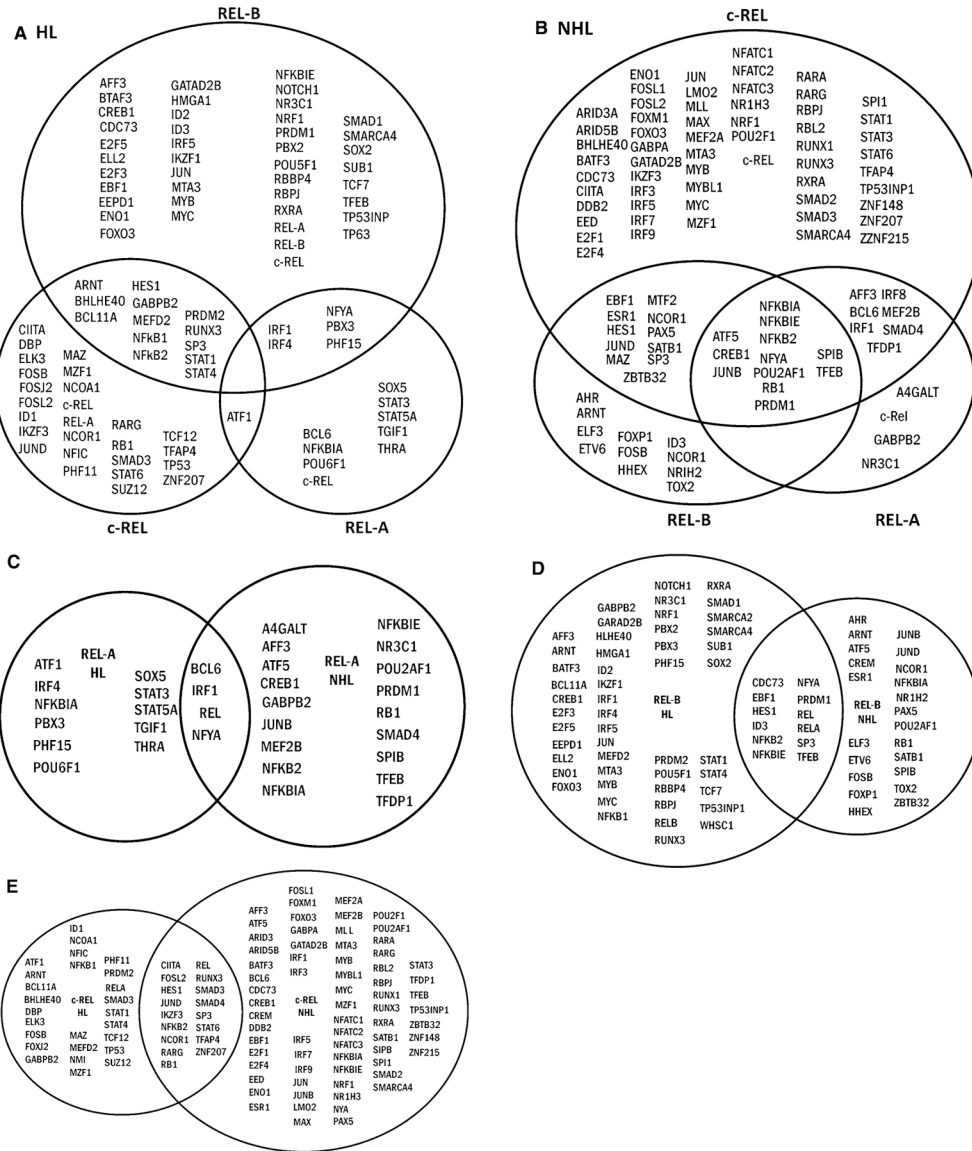 A HL
REL-B
AFF3
BTAF3
CREB1
CDC73
E2F5
ELL2
E2F3
EBF1
EEPD1
ENO1
FOXO3
GATAD2B
HMGA1
ID2
ID3
IRF5
IKZF1
JUN
MTA3
MYB
MYC
NFKBIE
NOTCH1
NR3C1
NRF1
PRDM1
PBX2
POU5F1
RBBP4
RBPJ
RXRA
REL-A
REL-B
c-REL
SMAD1
SMARCA4
SOX2
SUB1
TCF7
TFEB
TP53INP
TP63
ARNT
BHLHE40
BCL11A
HES1
GABPB2
MEFD2
NFkB1
NFkB2
PRDM2
RUNX3
SP3
STAT1
STAT4
IRF1
IRF4
NFYA
PBX3
PHF15
CIITA
DBP
ELK3
FOSB
FOSJ2
FOSL2
ID1
IKZF3
JUND
MAZ
MZF1
NCOA1
c-REL
REL-A
NCOR1
NFIC
PHF11
RARG
RB1
SMAD3
STAT6
SUZ12
TCF12
TFAP4
TP53
ZNF207
ATF1
BCL6
NFKBIA
POU6F1
c-REL
SOX5
STAT3
STAT5A
TGIF1
THRA
c-REL
REL-A
B NHL
c-REL
ARID3A
ARID5B
BHLHE40
BATF3
CDC73
CIITA
DDB2
EED
E2F1
E2F4
ENO1
FOSL1
FOSL2
FOXM1
FOXO3
GABPA
GATAD2B
IKZF3
IRF3
IRF5
IRF7
IRF9
JUN
LMO2
MLL
MAX
MEF2A
MTA3
MYB
MYBL1
MYC
MZF1
NFATC1
NFATC2
NFATC3
NR1H3
NRF1
POU2F1
c-REL
RARA
RARG
RBPJ
RBL2
RUNX1
RUNX3
RXRA
SMAD2
SMAD3
SMARCA4
SPI1
STAT1
STAT3
STAT6
TFAP4
TP53INP1
ZNF148
ZNF207
ZZNF215
EBF1
ESR1
HES1
JUND
MAZ
MTF2
NCOR1
PAX5
SATB1
SP3
ZBTB32
ATF5
CREB1
JUNB
NFKBIA
NFKBIE
NFKB2
NFYA
POU2AF1
RB1
PRDM1
SPIB
TFEB
AFF3 IRF8
BCL6 MEF2B
IRF1 SMAD4
TFDP1
AHR
ARNT
ELF3
ETV6
FOXP1
FOSB
HHEX
ID3
NCOR1
NRIH2
TOX2
A4GALT
c-Rel
GABPB2
NR3C1
REL-B
REL-A
C
REL-A
HL
ATF1
IRF4
NFKBIA
PBX3
PHF15
POU6F1
SOX5
STAT3
STAT5A
TGIF1
THRA
BCL6
IRF1
REL
NFYA
A4GALT
AFF3
ATF5
CREB1
GABPB2
JUNB
MEF2B
NFKB2
NFKBIA
REL-A
NHL
NFKBIE
NR3C1
POU2AF1
PRDM1
RB1
SMAD4
SPIB
TFEB
TFDP1
D
AFF3
ARNT
BATF3
BCL11A
CREB1
E2F3
E2F5
EEPD1
ELL2
ENO1
FOXO3
GABPB2
GARAD2B
HLHE40
HMGA1
ID2
IKZF1
IRF1
IRF4
IRF5
JUN
MEFD2
MTA3
MYB
MYC
NFKB1
NOTCH1
NR3C1
NRF1
PBX2
PBX3
PHF15
REL-B
HL
PRDM2
POU5F1
RBBP4
RBPJ
RELB
RUNX3
RXRA
SMAD1
SMARCA2
SMARCA4
SUB1
SOX2
STAT1
STAT4
TCF7
TP53INP1
WHSC1
CDC73
EBF1
HES1
ID3
NFKB2
NFKBIE
NFYA
PRDM1
REL
RELA
SP3
TFEB
AHR
ARNT
ATF5
CREM
ESR1
REL-B
NHL
ELF3
ETV6
FOSB
FOXP1
HHEX
JUNB
JUND
NCOR1
NFKBIA
NR1H2
PAX5
POU2AF1
RB1
SATB1
SPIB
TOX2
ZBTB32
E
ATF1
ARNT
BCL11A
BHLHE40
DBP
ELK3
FOSB
FOXJ2
GABPB2
ID1
NCOA1
NFIC
NFKB1
c-REL
HL
MAZ
MEFD2
NMI
MZF1
PHF11
PRDM2
RELA
SMAD3
STAT1
STAT4
TCF12
TP53
SUZ12
CIITA
FOSL2
HES1
JUND
IKZF3
NFKB2
NCOR1
RARG
RB1
REL
RUNX3
SMAD3
SMAD4
SP3
STAT6
TFAP4
ZNF207
AFF3
ATF5
ARID3
ARID5B
BATF3
BCL6
CDC73
CREB1
CREM
DDB2
EBF1
E2F1
E2F4
EED
ENO1
ESR1
FOSL1
FOXM1
FOXO3
GABPA
GATAD2B
IRF1
IRF3
c-REL
NHL
IRF5
IRF7
IRF9
JUN
JUNB
LMO2
MAX
MEF2A
MEF2B
MLL
MTA3
MYB
MYBL1
MYC
MZF1
NFATC1
NFATC2
NFATC3
NFKBIA
NFKBIE
NRF1
NR1H3
NYA
PAX5
POU2F1
POU2AF1
RARA
RARG
RBL2
RBPJ
RUNX1
RUNX3
RXRA
SATB1
SIPB
SPI1
SMAD2
SMARCA4
STAT3
TFDP1
TFEB
TP53INP1
ZBTB32
ZNF148
ZNF215